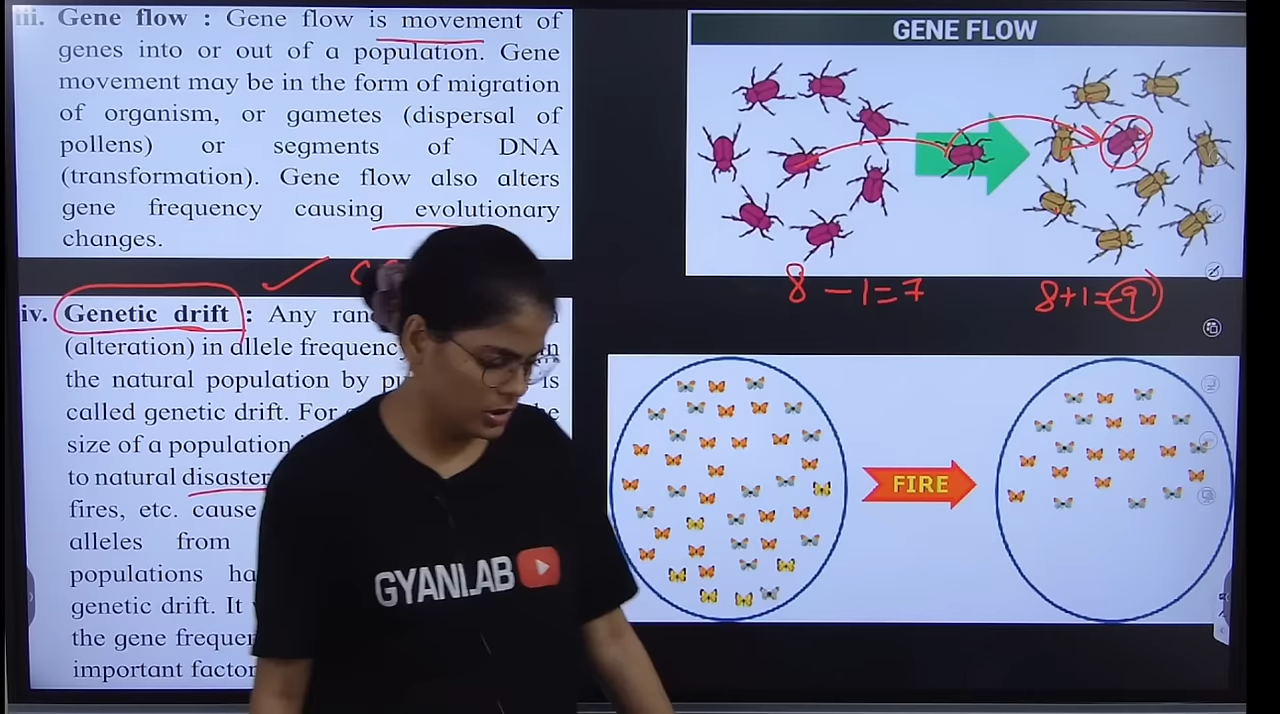 iii. Gene flow : Gene flow is movement of
genes into or out of a population. Gene
movement may be in the form of migration
of organism, or gametes (dispersal of
pollens) or segments of DNA
(transformation). Gene flow also alters
gene frequency causing evolutionary
changes.
iv. Genetic drift : Any
(alteration) in allele frequency
the natural population by is
called genetic drift. For
size of a population
to natural disaster
fires, etc. cause
alleles from
populations
genetic drift. It
the gene
important factor
GENE FLOW
8 - 1 = 7
8+1=9
FIRE
GYANLAB